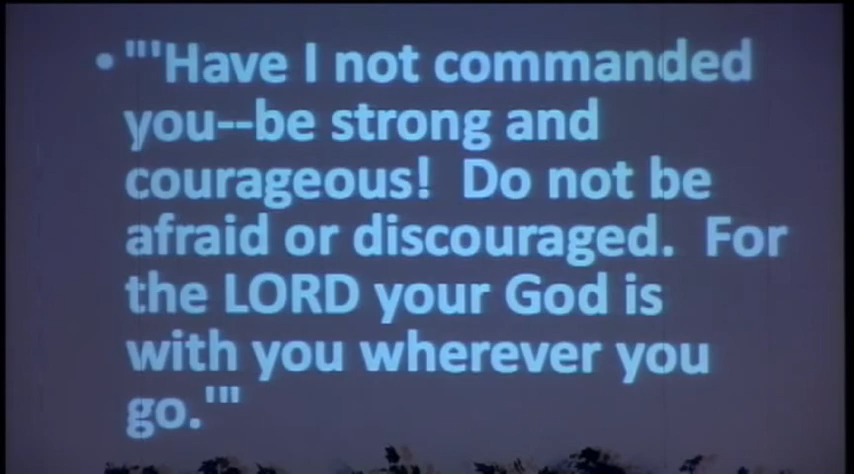 • "'"Have I not commanded
you--be strong and
courageous!  Do not be
afraid or discouraged.  For
the LORD your God is
with you wherever you
go."'"